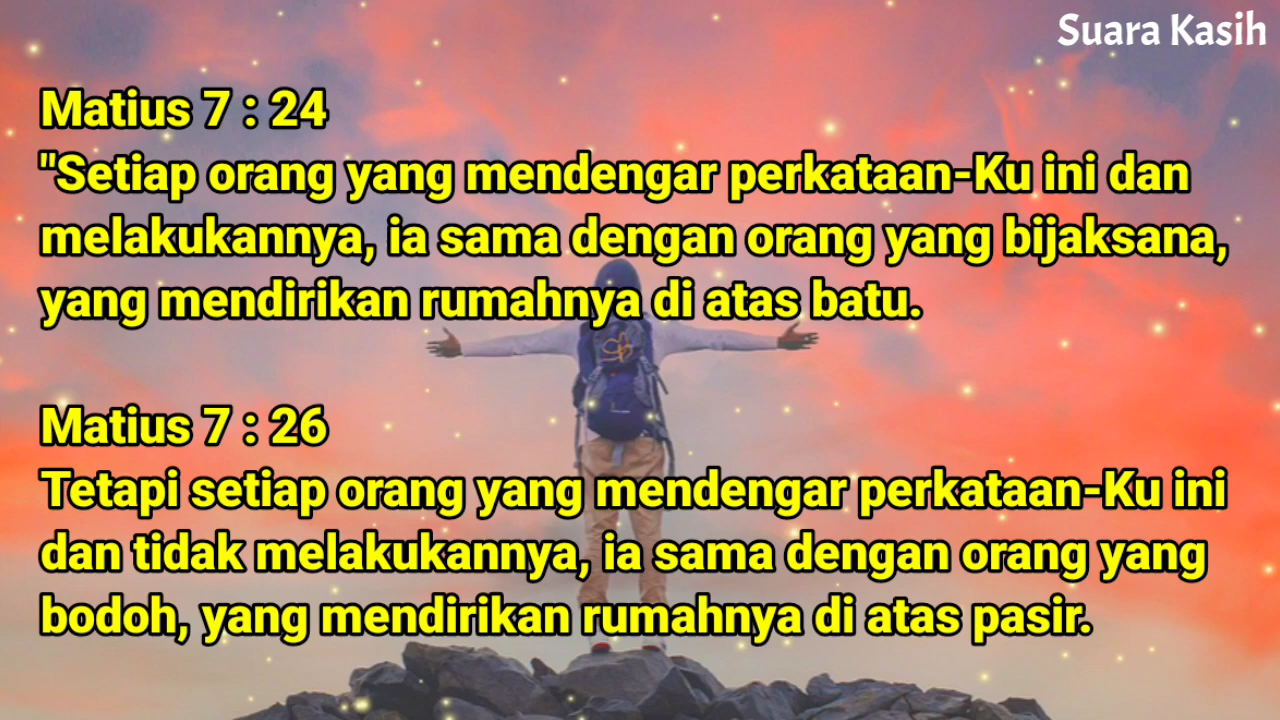 Suara Kasih
Matius 7 : 24
"Setiap orang yang mendengar perkataan-Ku ini dan
melakukannya, ia sama dengan orang yang bijaksana,
yang mendirikan rumahnya di atas batu.
Matius 7 : 26
Tetapi setiap orang yang mendengar perkataan-Ku ini
dan tidak melakukannya, ia sama dengan orang yang
bodoh, yang mendirikan rumahnya di atas pasir.